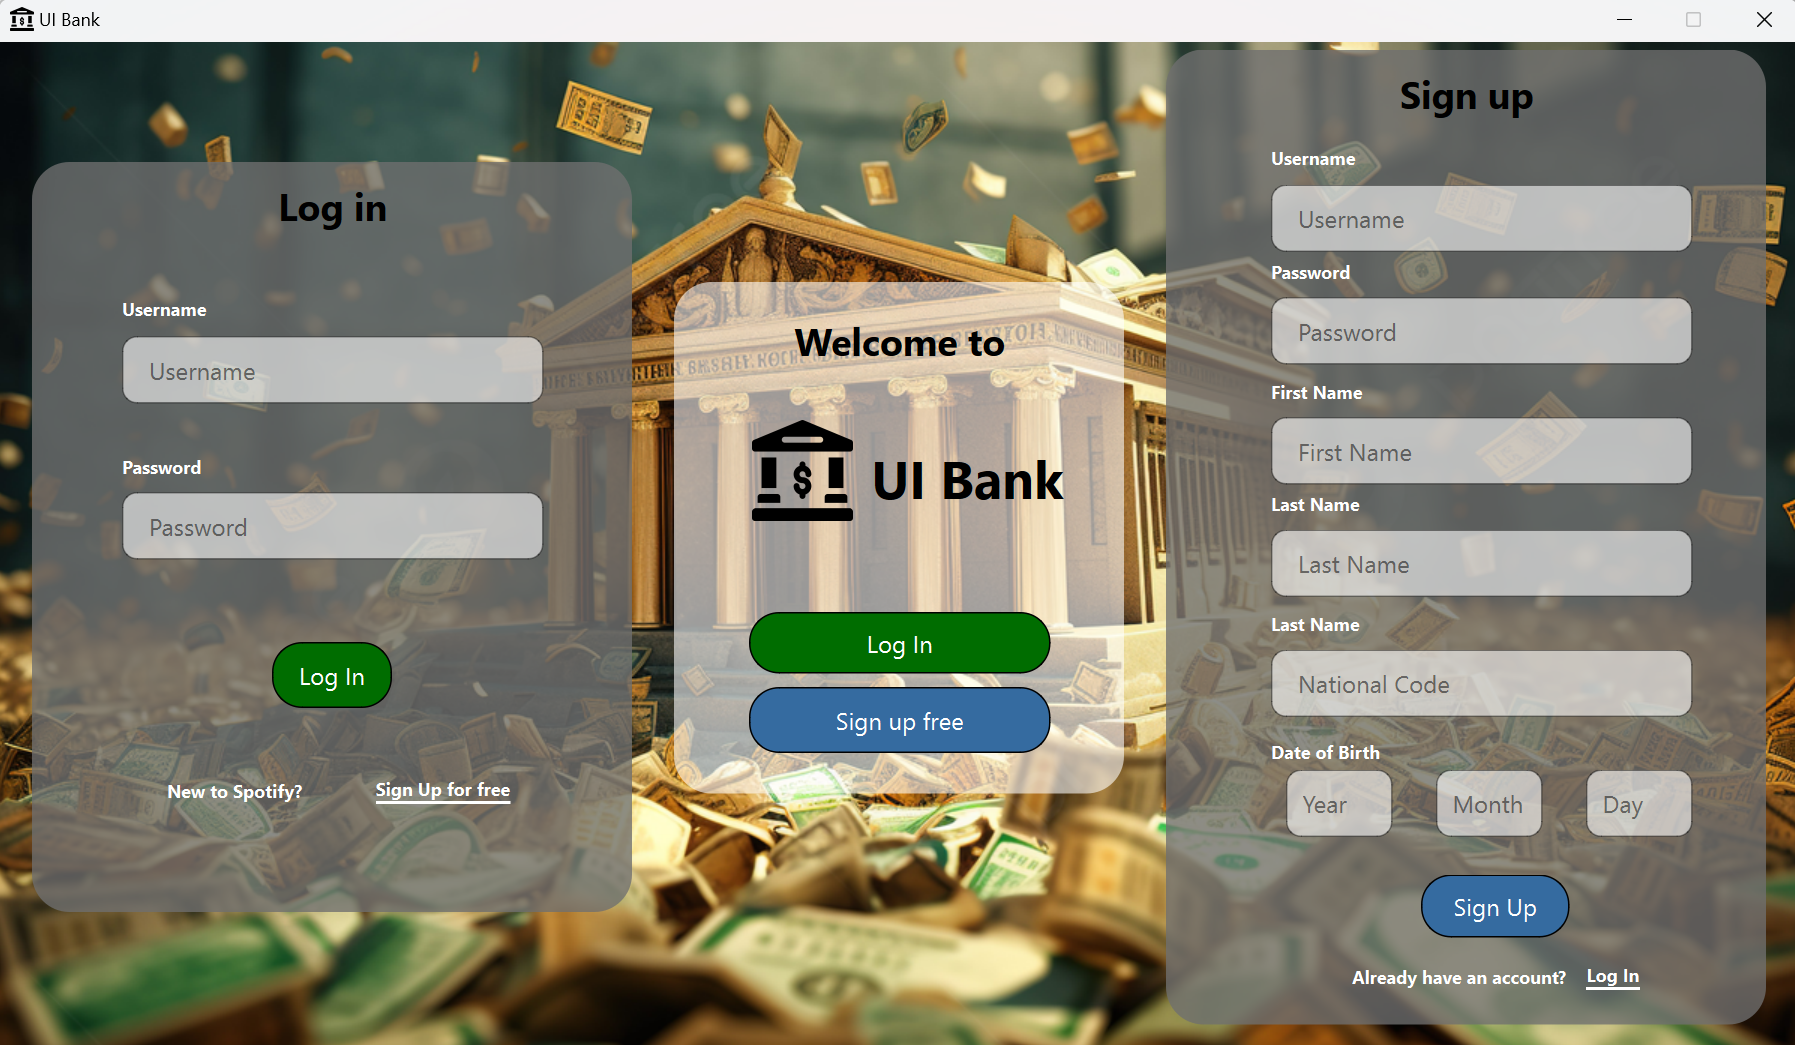 UI Bank
Log in
Username
Username
Password
Password
Log In
New to Spotify? Sign Up for free
Welcome to
UI Bank
Log In
Sign up free
Sign up
Username
Username
Password
Password
First Name
First Name
Last Name
Last Name
Last Name
National Code
Date of Birth
Year Month Day
Sign Up
Already have an account? Log In